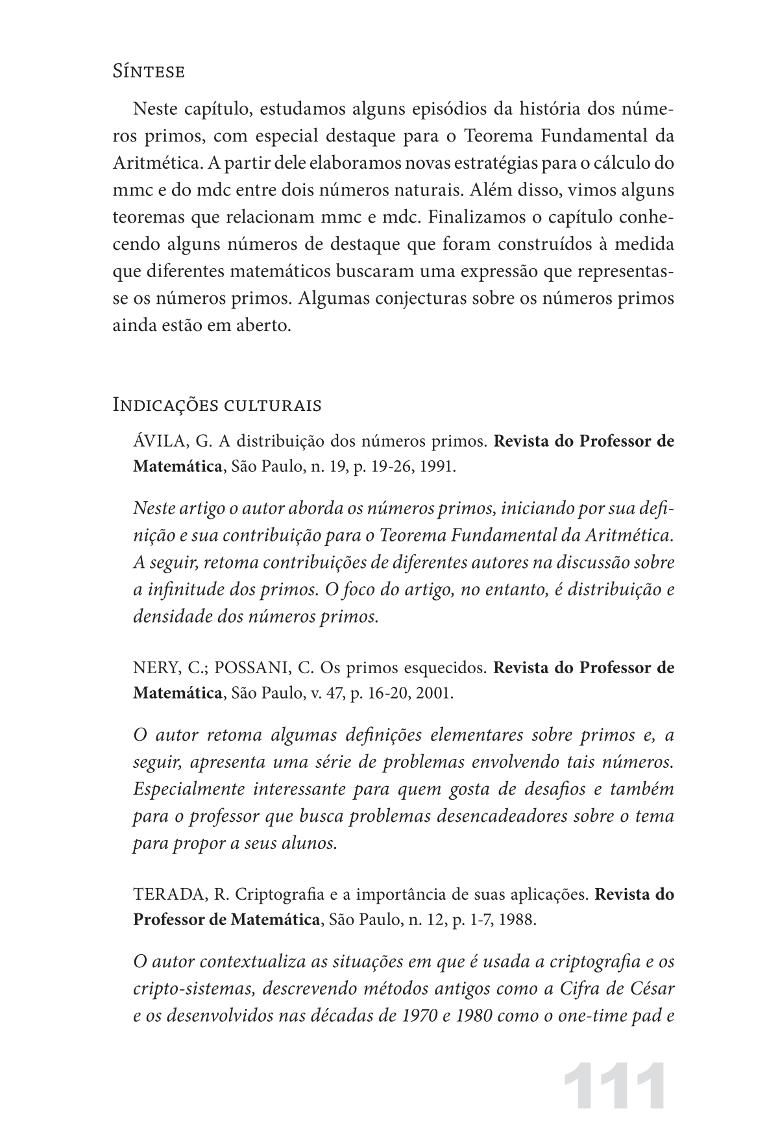 Síntese
Neste capítulo, estudamos alguns episódios da história dos núme-
ros primos, com especial destaque para o Teorema Fundamental da
Aritmética. A partir dele elaboramos novas estratégias para o cálculo do
mmc e do mdc entre dois números naturais. Além disso, vimos alguns
teoremas que relacionam mmc e mdc. Finalizamos o capítulo conhe-
cendo alguns números de destaque que foram construídos à medida
que diferentes matemáticos buscaram uma expressão que representas-
se os números primos. Algumas conjecturas sobre os números primos
ainda estão em aberto.
Indicações culturais
ÁVILA, G. A distribuição dos números primos. Revista do Professor de
Matemática, São Paulo, n. 19, p. 19-26, 1991.
Neste artigo o autor aborda os números primos, iniciando por sua defi-
nição e sua contribuição para o Teorema Fundamental da Aritmética.
A seguir, retoma contribuições de diferentes autores na discussão sobre
a infinitude dos primos. O foco do artigo, no entanto, é distribuição e
densidade dos números primos.
NERY, C.; POSSANI, C. Os primos esquecidos. Revista do Professor de
Matemática, São Paulo, v. 47, p. 16-20, 2001.
O autor retoma algumas definições elementares sobre primos e, a
seguir, apresenta uma série de problemas envolvendo tais números.
Especialmente interessante para quem gosta de desafios e também
para o professor que busca problemas desencadeadores sobre o tema
para propor a seus alunos.
TERADA, R. Criptografia e a importância de suas aplicações. Revista do
Professor de Matemática, São Paulo, n. 12, p. 1-7, 1988.
O autor contextualiza as situações em que é usada a criptografia e os
cripto-sistemas, descrevendo métodos antigos como a Cifra de César
e os desenvolvidos nas décadas de 1970 e 1980 como o one-time pad e
111